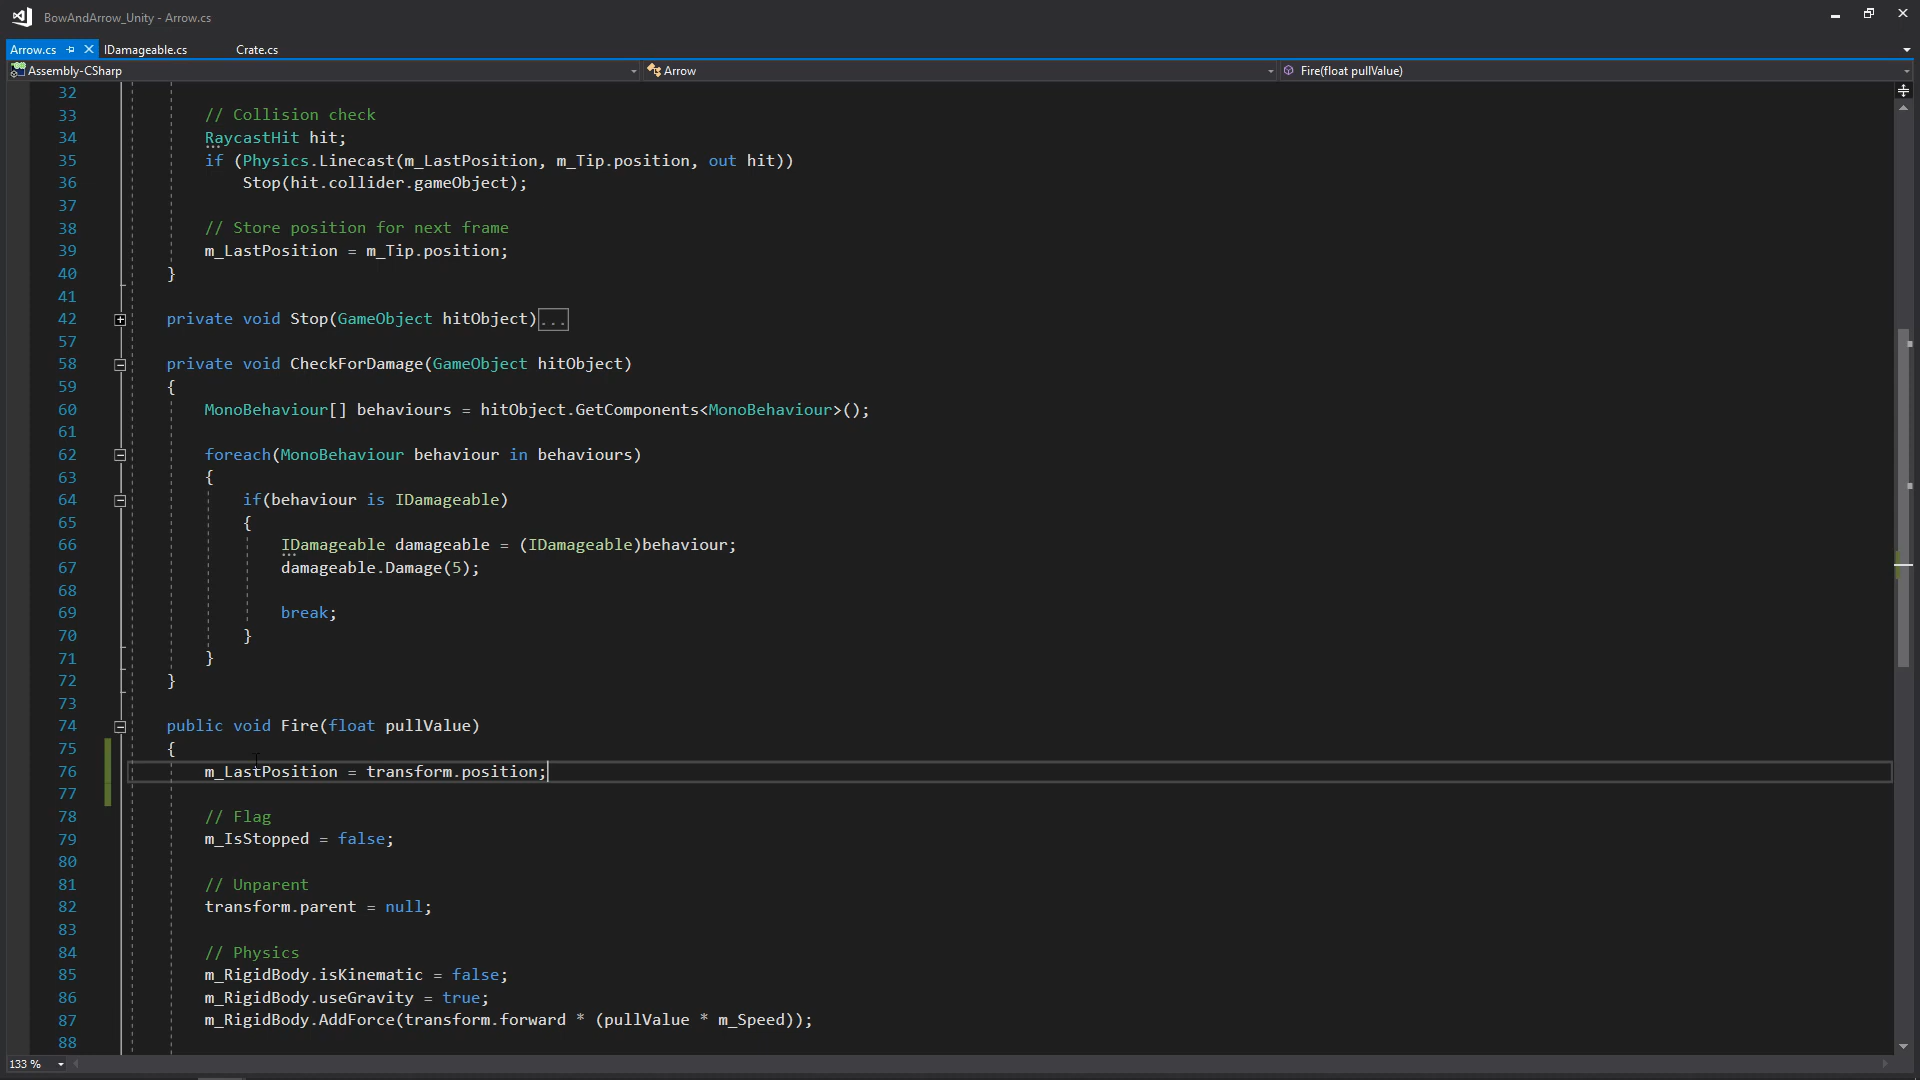 BowAndArrow_Unity - Arrow.cs
Arrow.cs IDamageable.cs Crate.cs
Assembly-CSharp Arrow Fire(float pullValue)
32
33 // Collision check
34 RaycastHit hit;
35 if (Physics.Linecast(m_LastPosition, m_Tip.position, out hit))
36 Stop(hit.collider.gameObject);
37
38 // Store position for next frame
39 m_LastPosition = m_Tip.position;
40 }
41
42 private void Stop(GameObject hitObject)...
57
58 private void CheckForDamage(GameObject hitObject)
59 {
60 MonoBehaviour[] behaviours = hitObject.GetComponents<MonoBehaviour>();
61
62 foreach(MonoBehaviour behaviour in behaviours)
63 {
64 if(behaviour is IDamageable)
65 {
66 IDamageable damageable = (IDamageable)behaviour;
67 damageable.Damage(5);
68
69 break;
70 }
71 }
72 }
73
74 public void Fire(float pullValue)
75 {
76 m_LastPosition = transform.position;
77
78 // Flag
79 m_IsStopped = false;
80
81 // Unparent
82 transform.parent = null;
83
84 // Physics
85 m_RigidBody.isKinematic = false;
86 m_RigidBody.useGravity = true;
87 m_RigidBody.AddForce(transform.forward * (pullValue * m_Speed));
88
133 %